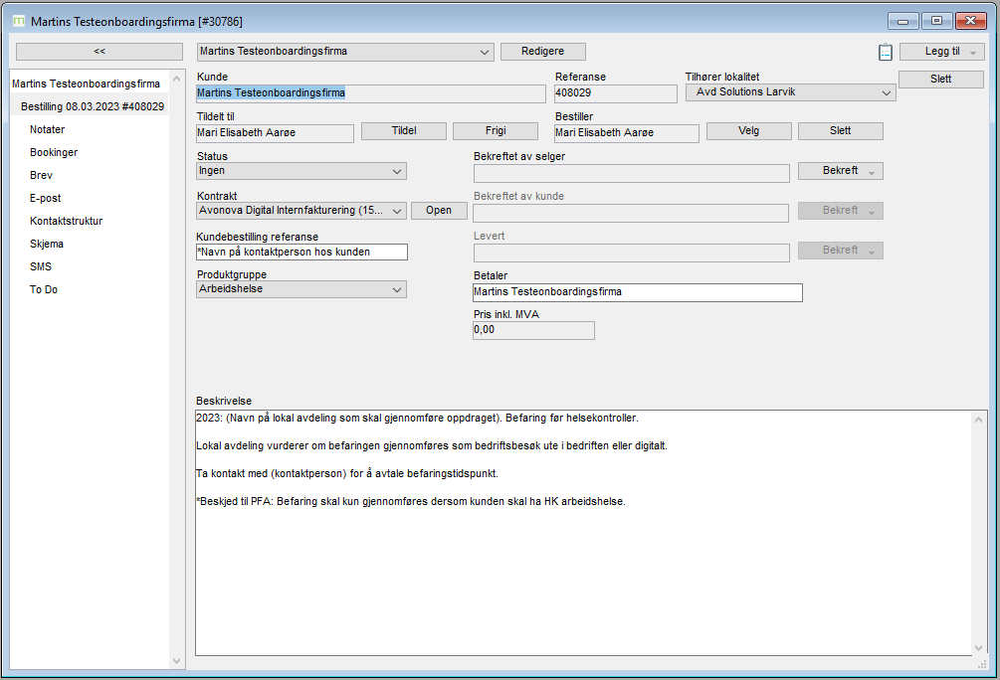 m Martins Testeonboardingsfirma [#30786]
<< Martins Testeonboardingsfirma Redigere Legg til
Martins Testeonboardingsfirma
Bestilling 08.03.2023 #408029
Notater
Bookinger
Brev
E-post
Kontaktstruktur
Skjema
SMS
To Do
Kunde Referanse Tilhører lokalitet Slett
Martins Testeonboardingsfirma 408029 Avd Solutions Larvik
Tildelt til Bestiller
Mari Elisabeth Aarøe Tildel Frigi Mari Elisabeth Aarøe Velg Slett
Status Bekreftet av selger
Ingen Bekreft
Kontrakt Bekreftet av kunde
Avonova Digital Internfakturering (15... Open Bekreft
Kundebestilling referanse Levert
*Navn på kontaktperson hos kunden Bekreft
Produktgruppe Betaler
Arbeidshelse Martins Testeonboardingsfirma
Pris inkl. MVA
0,00
Beskrivelse
2023: (Navn på lokal avdeling som skal gjennomføre oppdraget). Befaring før helsekontroller.
Lokal avdeling vurderer om befaringen gjennomføres som bedriftsbesøk ute i bedriften eller digitalt.
Ta kontakt med (kontaktperson) for å avtale befaringstidspunkt.
*Beskjed til PFA: Befaring skal kun gjennomføres dersom kunden skal ha HK arbeidshelse.